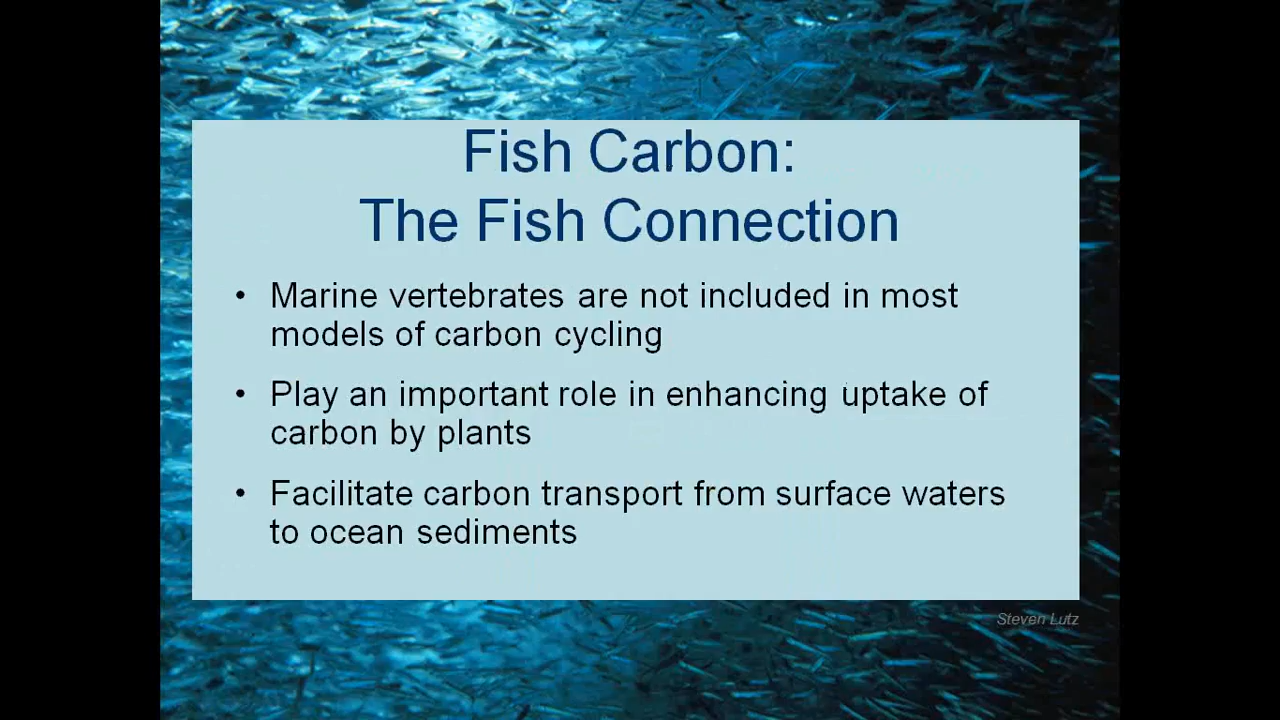 Fish Carbon:
The Fish Connection
• Marine vertebrates are not included in most
models of carbon cycling
• Play an important role in enhancing uptake of
carbon by plants
• Facilitate carbon transport from surface waters
to ocean sediments
Steven Lutz